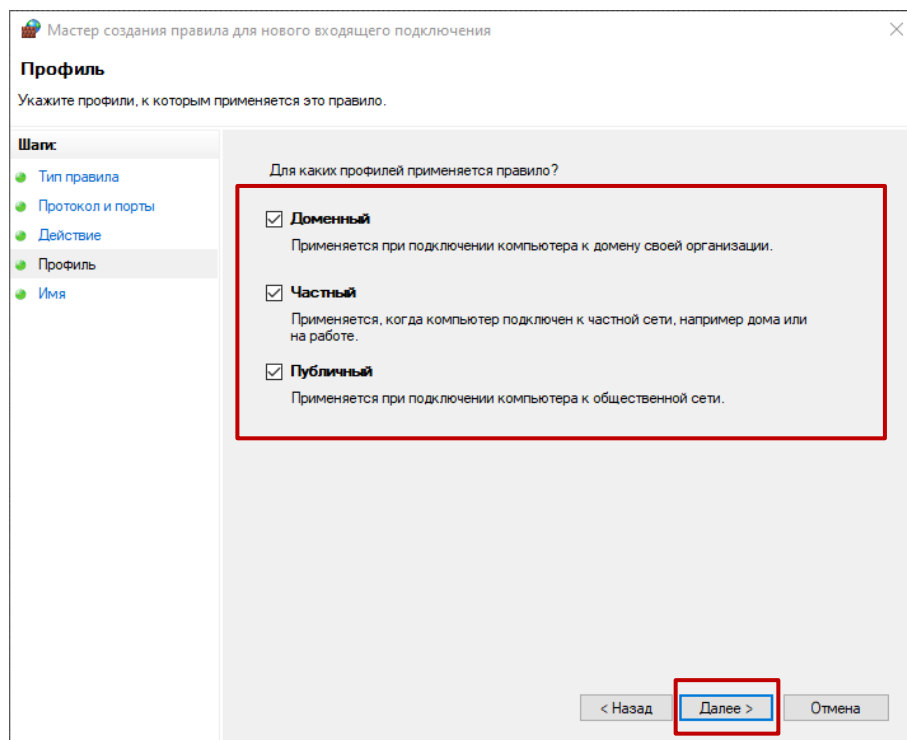 Мастер создания правила для нового входящего подключения
Профиль
Укажите профили, к которым применяется это правило.
Шаги:
Тип правила
Протокол и порты
Действие
Профиль
Имя
Для каких профилей применяется правило?
Доменный
Применяется при подключении компьютера к домену своей организации.
Частный
Применяется, когда компьютер подключен к частной сети, например дома или
на работе.
Публичный
Применяется при подключении компьютера к общественной сети.
< Назад
Далее >
Отмена